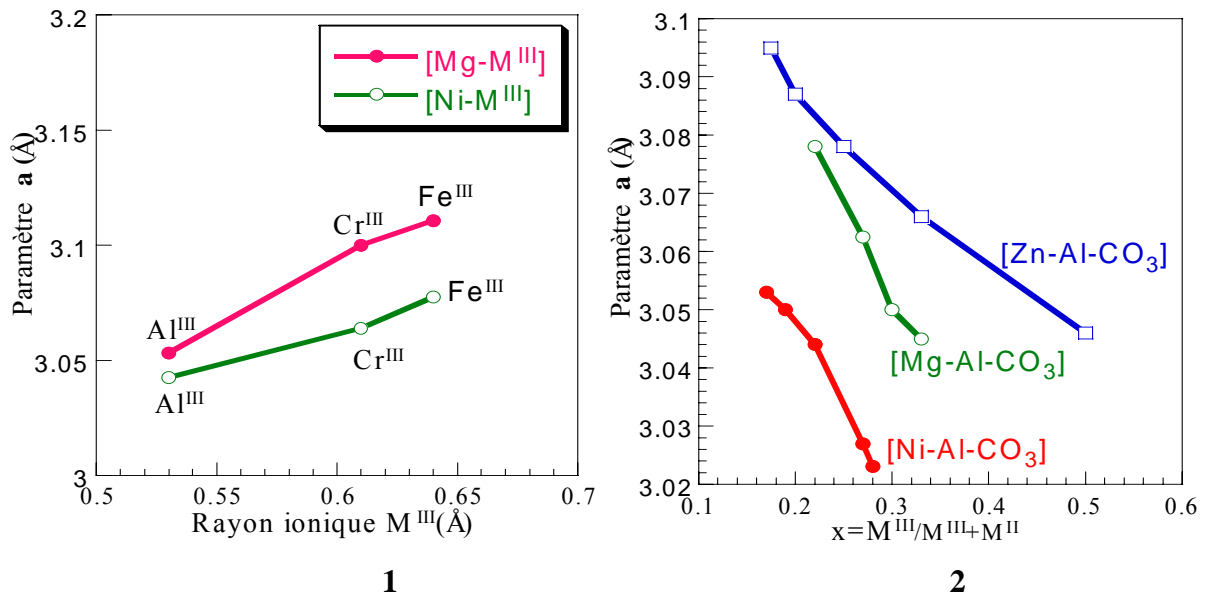 3.2
3.15
3.1
3.05
3
Paramètre a (Å)
[Mg-M^III]
[Ni-M^III]
Fe^III
Cr^III
Fe^III
Al^III
Cr^III
Al^III
0.5 0.55 0.6 0.65 0.7
Rayon ionique M^III(Å)
1
3.1
3.09
3.08
3.07
3.06
3.05
3.04
3.03
3.02
Paramètre a (Å)
[Zn-Al-CO₃]
[Mg-Al-CO₃]
[Ni-Al-CO₃]
0.1 0.2 0.3 0.4 0.5 0.6
x=M^III/M^III+M^II
2